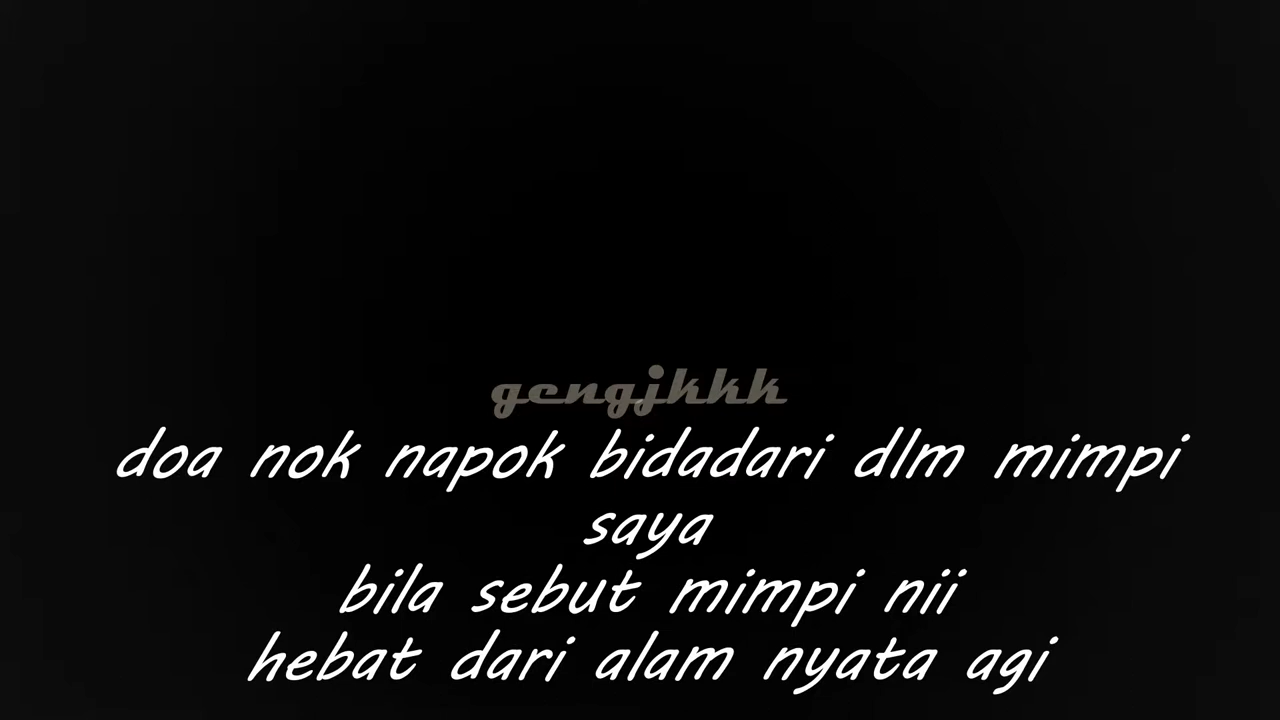 gengjkkk
doa nok napok bidadari dlm mimpi
saya
bila sebut mimpi nii
hebat dari alam nyata agi